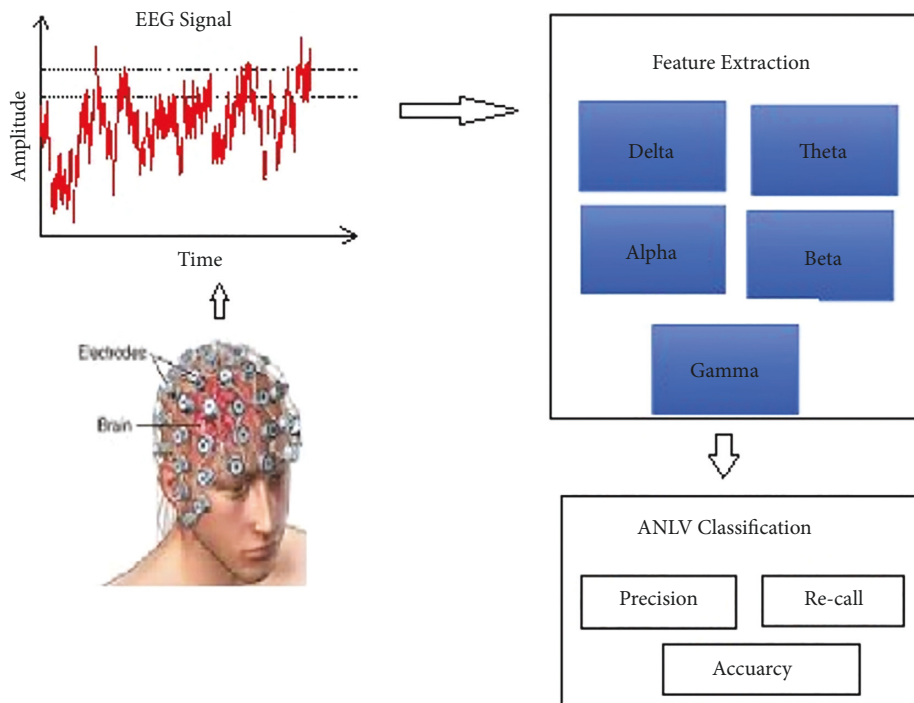 EEG Signal
Amplitude
Time
Electrodes
Brain
Feature Extraction
Delta
Theta
Alpha
Beta
Gamma
ANLV Classification
Precision
Re-call
Accuarcy